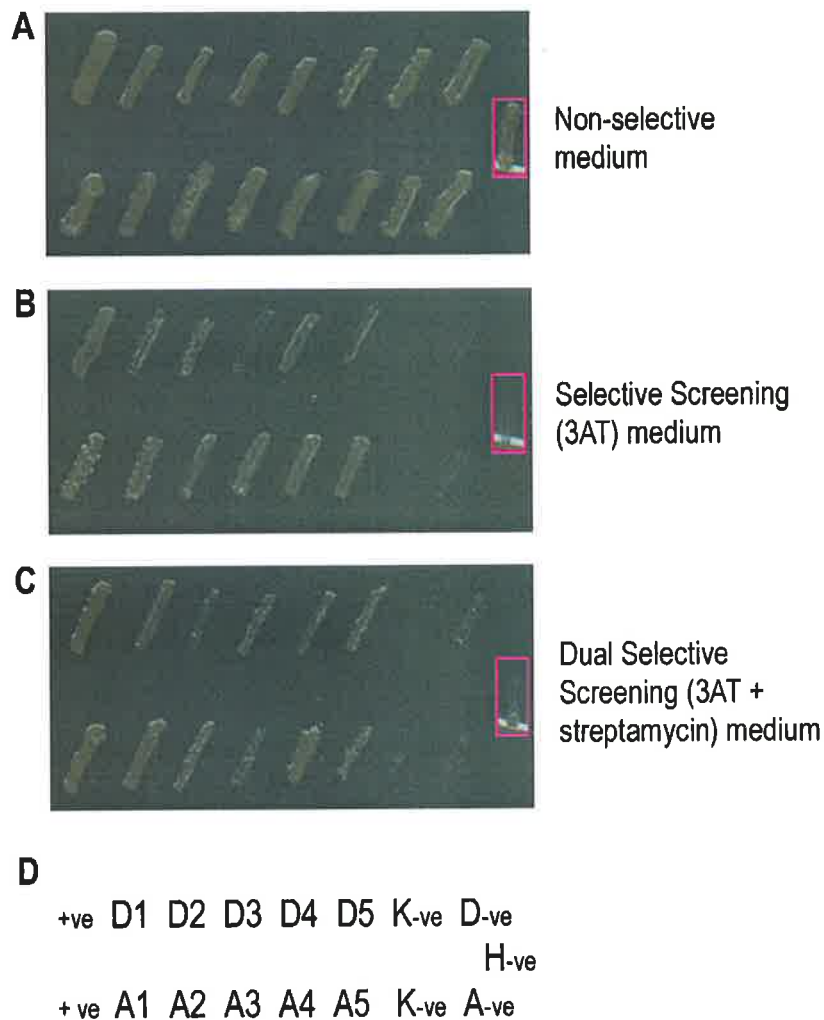 A
Non-selective
medium
B
Selective Screening
(3AT) medium
C
Dual Selective
Screening (3AT +
streptamycin) medium
D
+ve D1 D2 D3 D4 D5 K-ve D-ve
H-ve
+ ve A1 A2 A3 A4 A5 K-ve A-ve